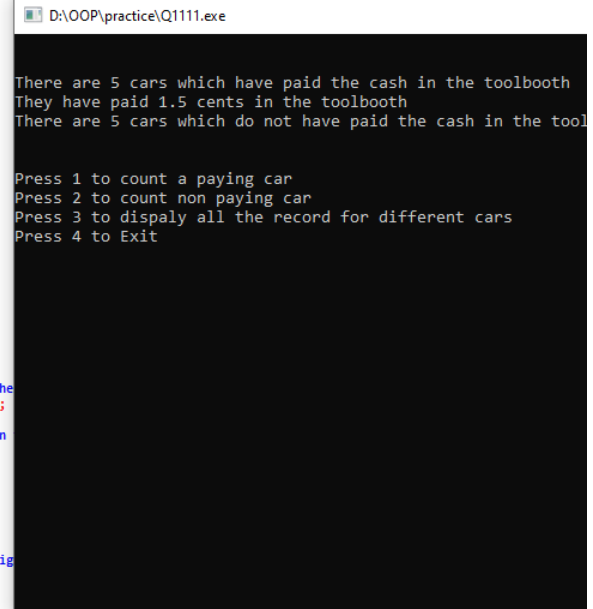 D:\OOP\practice\Q1111.exe
There are 5 cars which have paid the cash in the toolbooth
They have paid 1.5 cents in the toolbooth
There are 5 cars which do not have paid the cash in the tool
Press 1 to count a paying car
Press 2 to count non paying car
Press 3 to dispaly all the record for different cars
Press 4 to Exit
he
;
n
ig